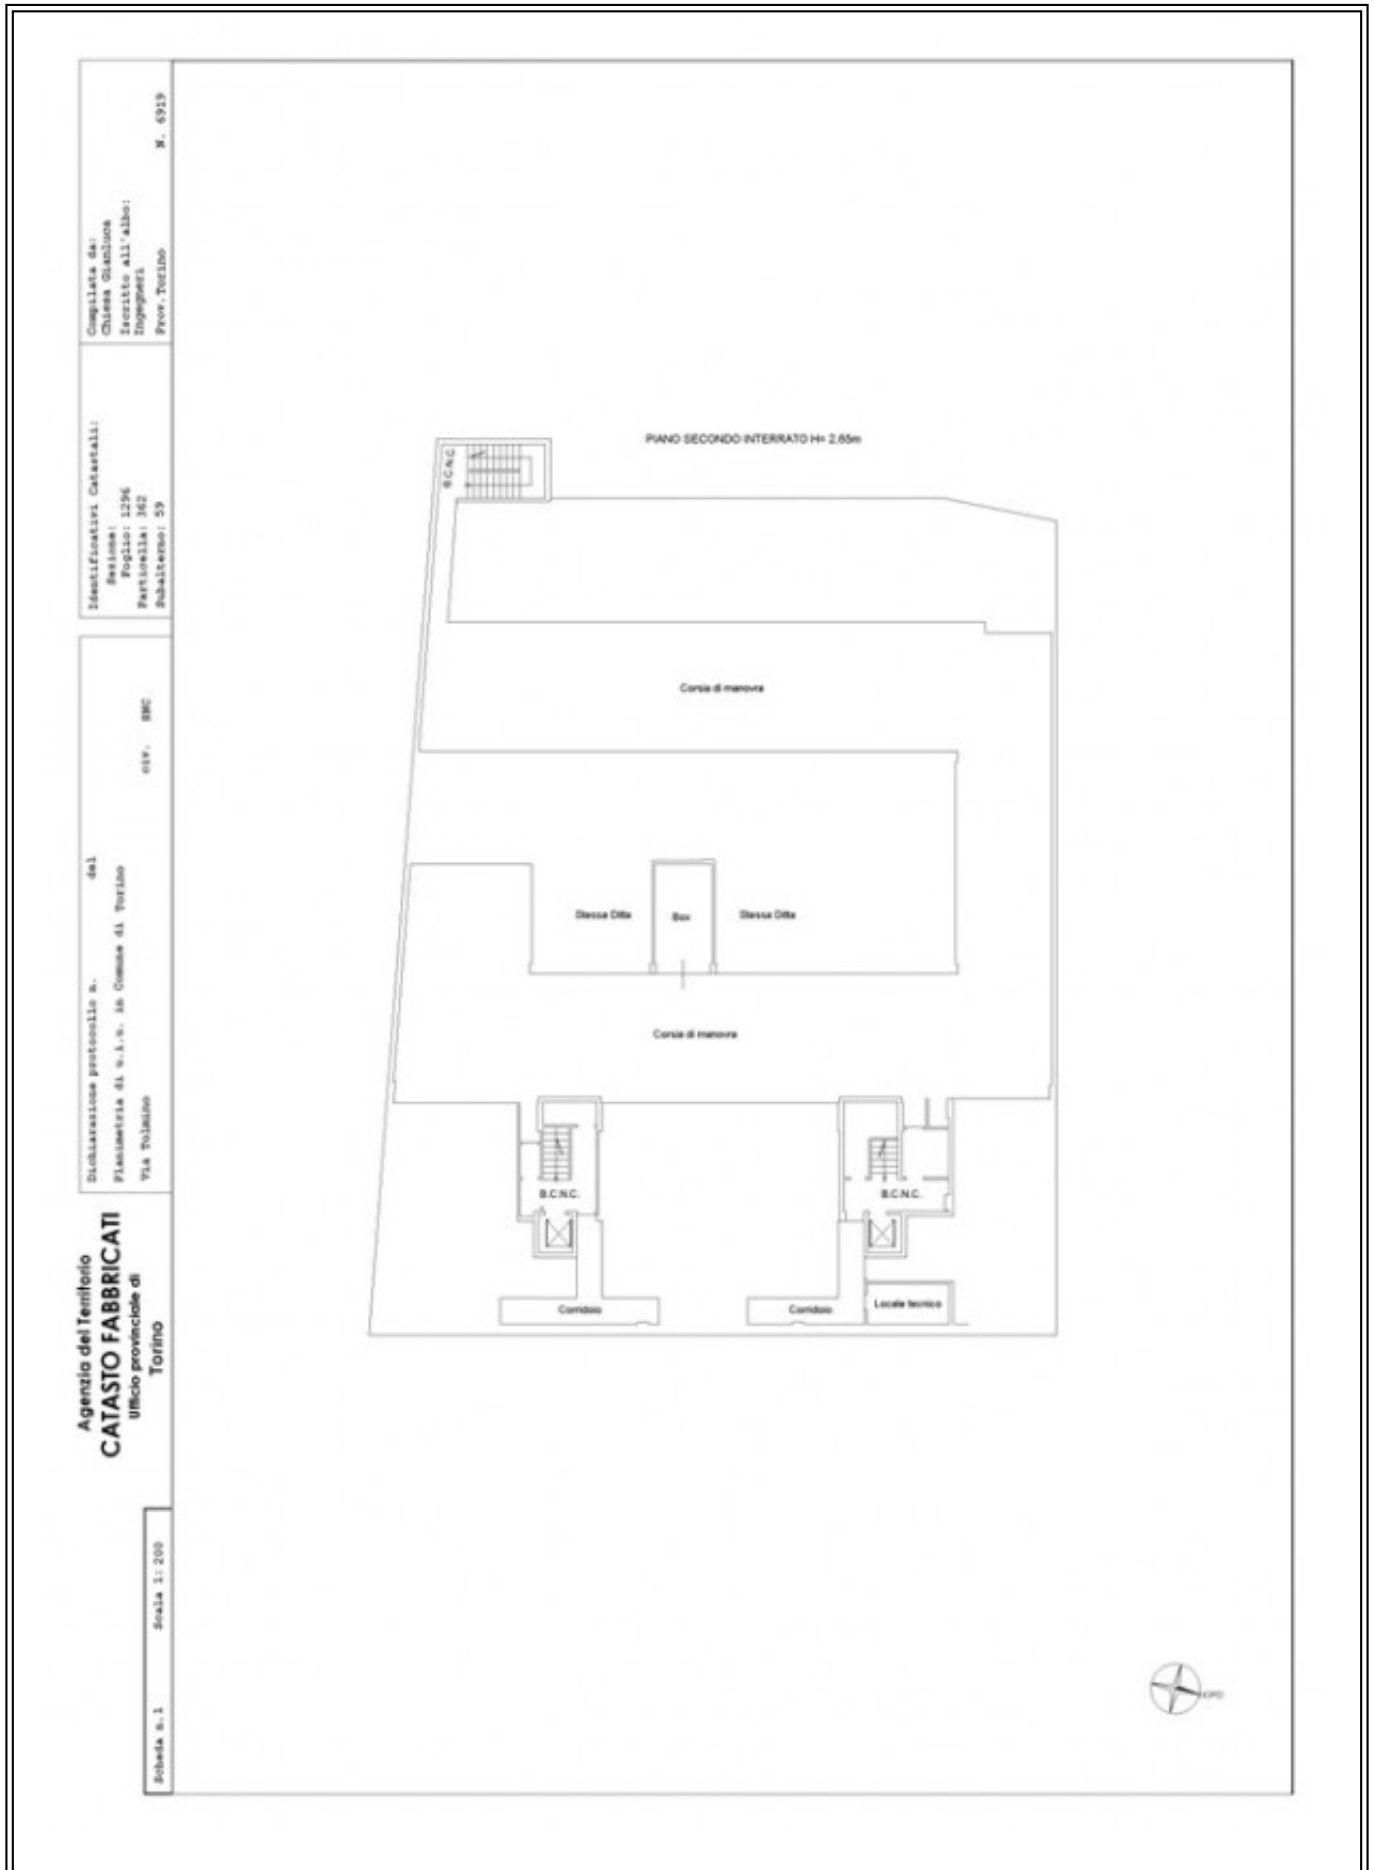 Agenzia del Territorio
CATASTO FABBRICATI
Ufficio provinciale di
Torino
Dichiarazione protocollo n. del
Planimetria di u.i.u. in Comune di Torino
Via Tolmino civ. SNC
Identificativi Catastali:
Sezione:
Foglio: 1296
Particella: 362
Subalterno: 59
Compilata da:
Chiesa Gianluca
Iscritto all'albo:
Ingegneri
Prov. Torino N. 6919
Scheda n. 1 Scala 1: 200
PIANO SECONDO INTERRATO H= 2,65m
B.C.N.C.
Corsia di manovra
Stessa Ditta
Box
Stessa Ditta
Corsia di manovra
B.C.N.C.
B.C.N.C.
Corridoio
Corridoio
Locale tecnico